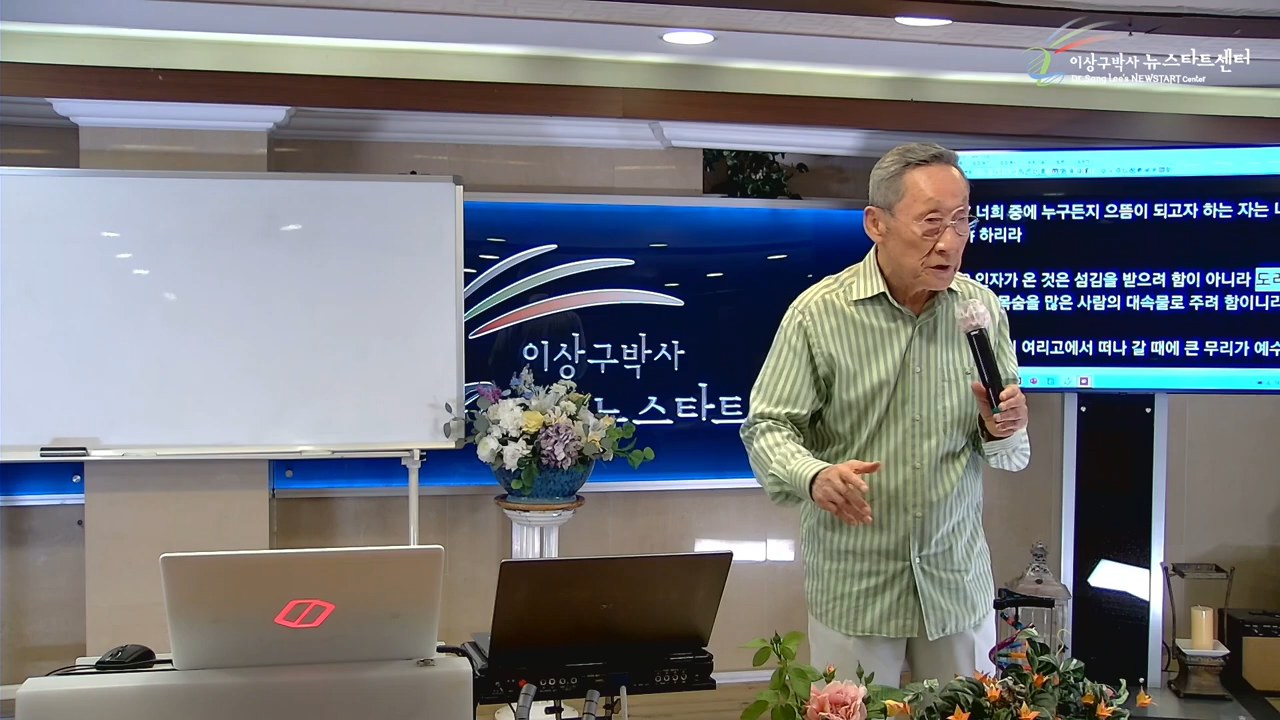 이상구박사 뉴스타트센터
Dr. Sang Lee's NEWSTART Center
너희 중에 누구든지 으뜸이 되고자 하는 자는
하리라
인자가 온 것은 섬김을 받으려 함이 아니라
목숨을 많은 사람의 대속물로 주려 함이니라
여리고에서 떠나 갈 때에 큰 무리가 예수
이상구박사
뉴스타트